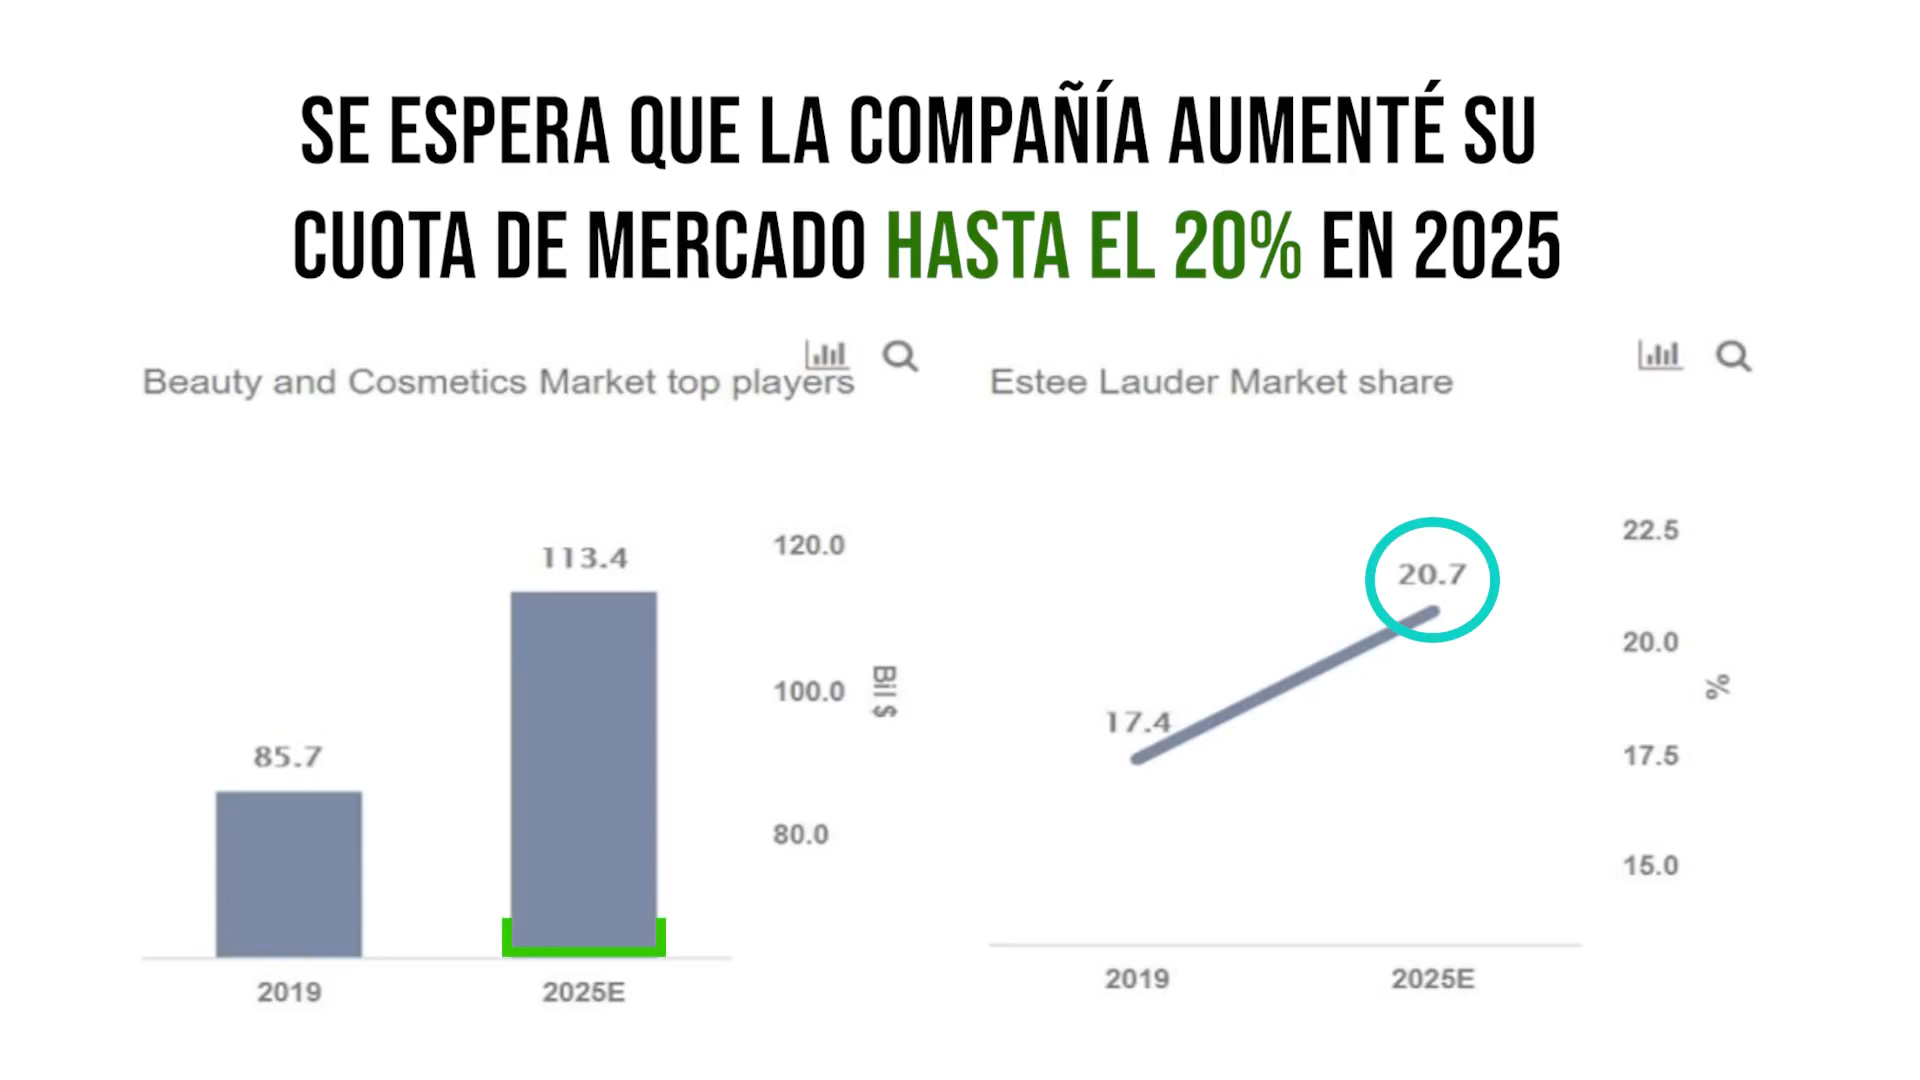 SE ESPERA QUE LA COMPAÑÍA AUMENTÉ SU
CUOTA DE MERCADO HASTA EL 20% EN 2025
Beauty and Cosmetics Market top players
113.4
85.7
120.0
100.0
80.0
Bil $
2019
2025E
Estee Lauder Market share
20.7
17.4
22.5
20.0
17.5
15.0
%
2019
2025E